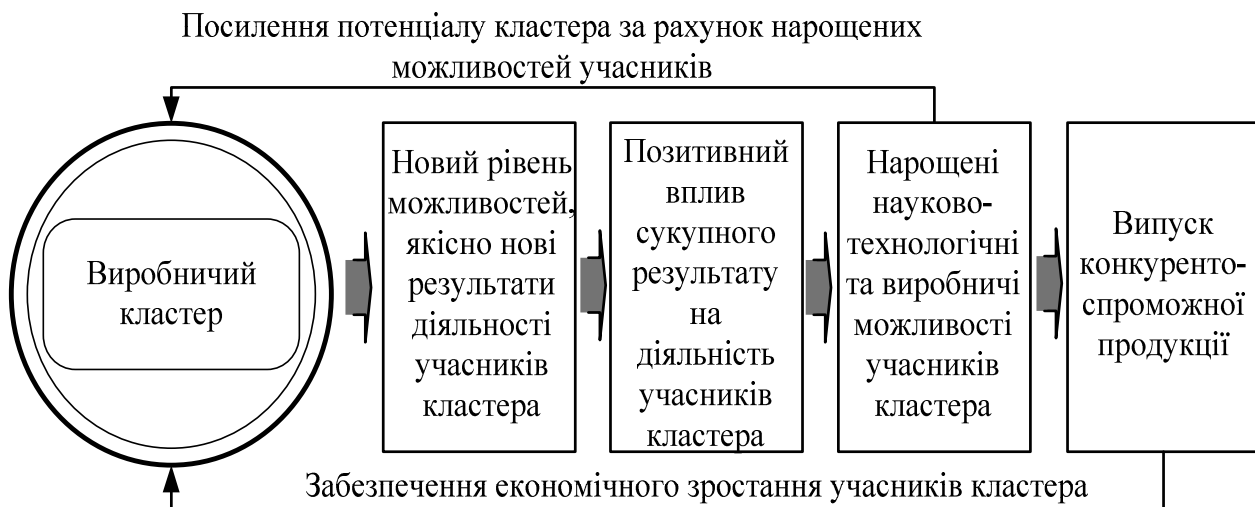 Посилення потенціалу кластера за рахунок нарощених
можливостей учасників
Виробничий
кластер
Новий рівень
можливостей,
якісно нові
результати
діяльності
учасників
кластера
Позитивний
вплив
сукупного
результату
на
діяльність
учасників
кластера
Нарощені
науково-
технологічні
та виробничі
можливості
учасників
кластера
Випуск
конкуренто-
спроможної
продукції
Забезпечення економічного зростання учасників кластера